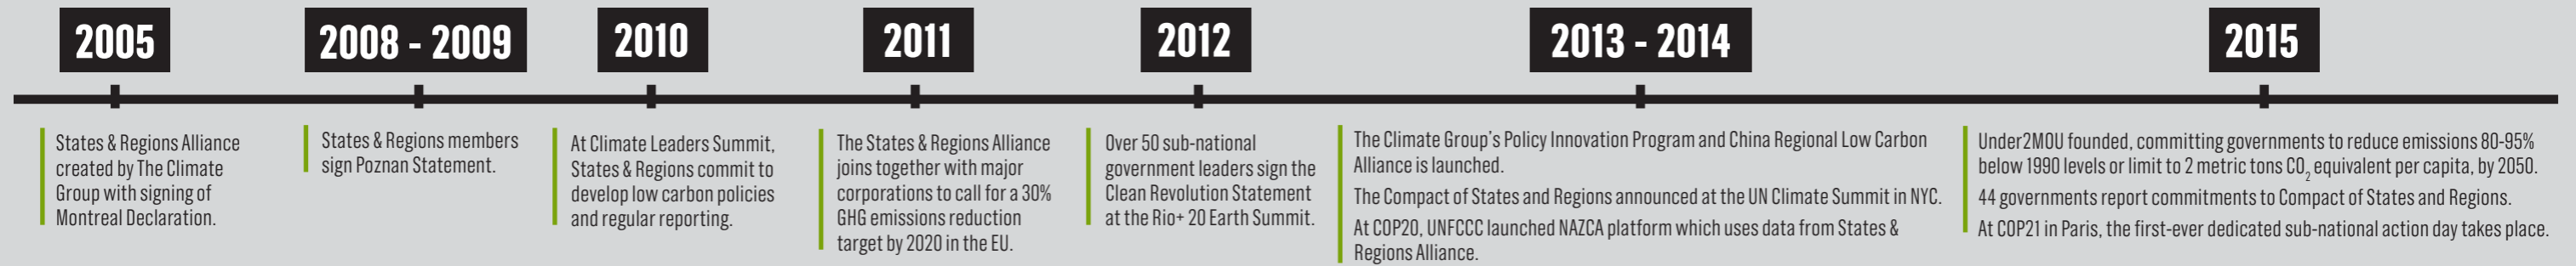 2005
States & Regions Alliance
created by The Climate
Group with signing of
Montreal Declaration.
2008 - 2009
States & Regions members
sign Poznan Statement.
2010
At Climate Leaders Summit,
States & Regions commit to
develop low carbon policies
and regular reporting.
2011
The States & Regions Alliance
joins together with major
corporations to call for a 30%
GHG emissions reduction
target by 2020 in the EU.
2012
Over 50 sub-national
government leaders sign the
Clean Revolution Statement
at the Rio+ 20 Earth Summit.
2013 - 2014
The Climate Group's Policy Innovation Program and China Regional Low Carbon
Alliance is launched.
The Compact of States and Regions announced at the UN Climate Summit in NYC.
At COP20, UNFCCC launched NAZCA platform which uses data from States &
Regions Alliance.
2015
Under2MOU founded, committing governments to reduce emissions 80-95%
below 1990 levels or limit to 2 metric tons CO₂ equivalent per capita, by 2050.
44 governments report commitments to Compact of States and Regions.
At COP21 in Paris, the first-ever dedicated sub-national action day takes place.